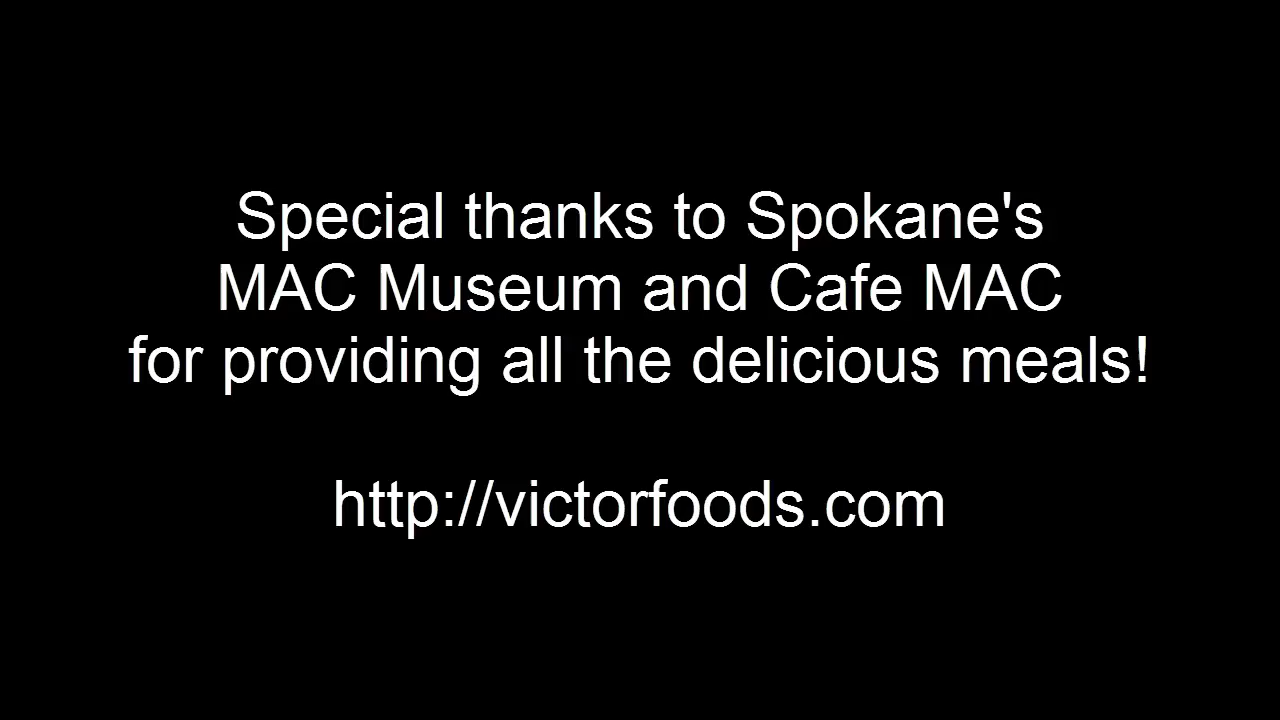 Special thanks to Spokane's
MAC Museum and Cafe MAC
for providing all the delicious meals!
http://victorfoods.com